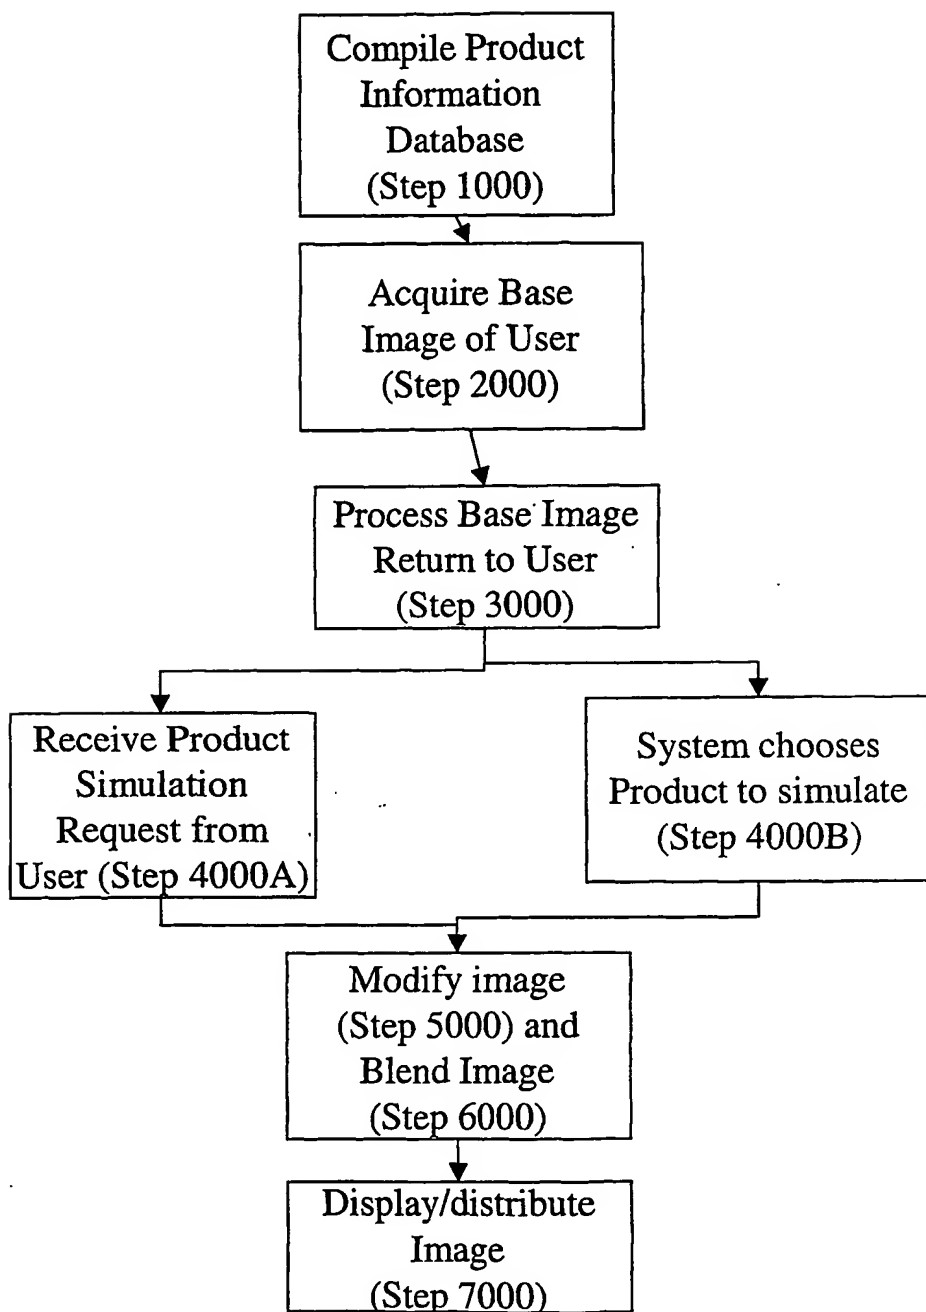 Compile Product
Information
Database
(Step 1000)
Acquire Base
Image of User
(Step 2000)
Process Base Image
Return to User
(Step 3000)
Receive Product
Simulation
Request from
User (Step 4000A)
System chooses
Product to simulate
(Step 4000B)
Modify image
(Step 5000) and
Blend Image
(Step 6000)
Display/distribute
Image
(Step 7000)